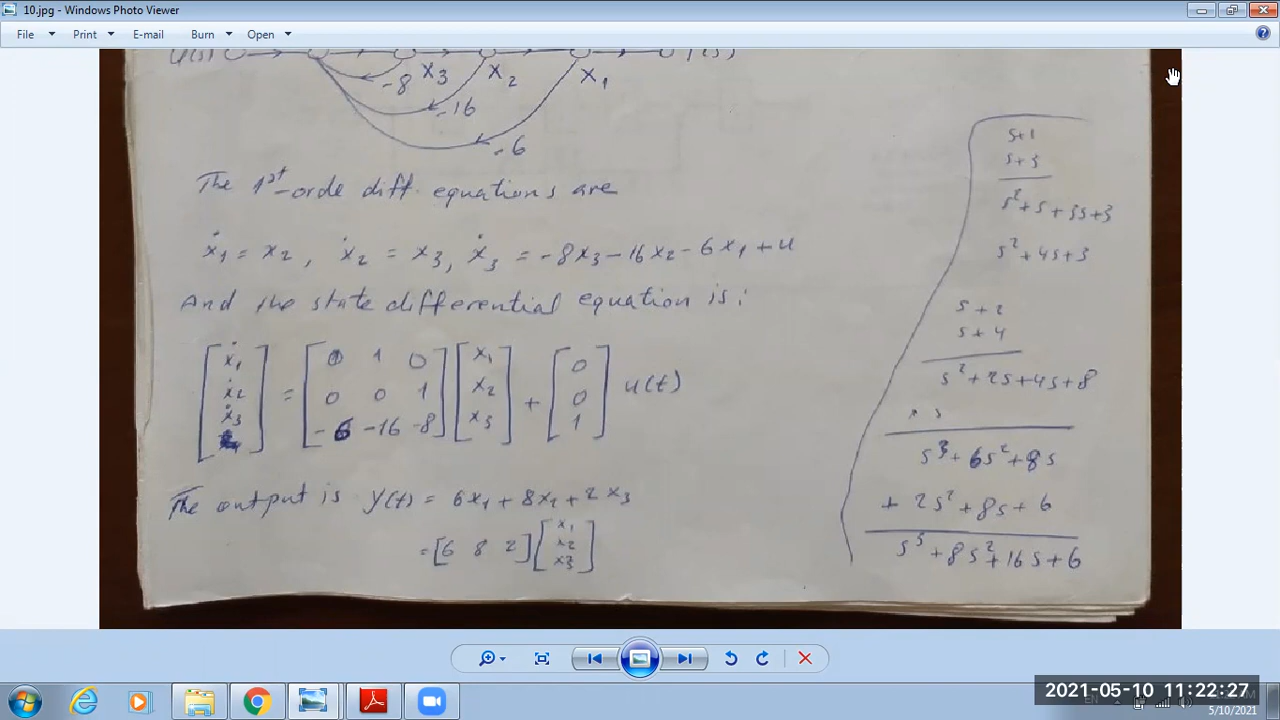 10.jpg - Windows Photo Viewer
File Print E-mail Burn Open
-8 x₃ x₂ x₁
-16
-6
The 1st-orde diff. equations are
ẋ₁ = x₂, ẋ₂ = x₃, ẋ₃ = -8x₃ - 16x₂ - 6x₁ + u
And the state differential equation is:
[ẋ₁ ẋ₂ ẋ₃] = [0 1 0; 0 0 1; -6 -16 -8] [x₁ x₂ x₃] + [0 0 1] u(t)
The output is y(t) = 6x₁ + 8x₁ + 2x₃
= [6 8 2] [x₁ x₂ x₃]
s+1
s+3
s² + s + 3s + 3
s² + 4s + 3
s + 2
s + 4
s² + 2s + 4s + 8
s³ + 6s² + 8s
+ 2s² + 8s + 6
s³ + 8s² + 16s + 6
2021-05-10 11:22:27
5/10/2021